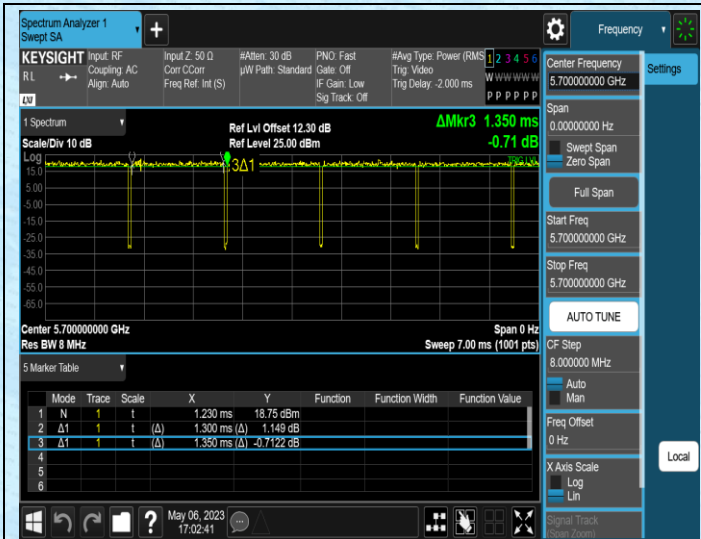 Spectrum Analyzer 1
Swept SA
Frequency
KEYSIGHT
RL
LXI
Input: RF
Coupling: AC
Align: Auto
Input Z: 50 Ω
Corr CCorr
Freq Ref: Int (S)
#Atten: 30 dB
µW Path: Standard
PNO: Fast
Gate: Off
IF Gain: Low
Sig Track: Off
#Avg Type: Power (RMS
Trig: Video
Trig Delay: -2.000 ms
1 2 3 4 5 6
W W W W W W
P P P P P P
1 Spectrum
Scale/Div 10 dB
Log
Ref Lvl Offset 12.30 dB
Ref Level 25.00 dBm
ΔMkr3 1.350 ms
-0.71 dB
TRIG LVL
3Δ1
15.0
5.00
-5.00
-15.0
-25.0
-35.0
-45.0
-55.0
-65.0
Center 5.700000000 GHz
Res BW 8 MHz
Span 0 Hz
Sweep 7.00 ms (1001 pts)
5 Marker Table
Mode Trace Scale X Y Function Function Width Function Value
1 N 1 t 1.230 ms 18.75 dBm
2 Δ1 1 t (Δ) 1.300 ms (Δ) 1.149 dB
3 Δ1 1 t (Δ) 1.350 ms (Δ) -0.7122 dB
4
5
6
May 06, 2023
17:02:41
Center Frequency
5.700000000 GHz
Span
0.00000000 Hz
Swept Span
Zero Span
Full Span
Start Freq
5.700000000 GHz
Stop Freq
5.700000000 GHz
AUTO TUNE
CF Step
8.000000 MHz
Auto
Man
Freq Offset
0 Hz
X Axis Scale
Log
Lin
Signal Track
(Span Zoom)
Settings
Local